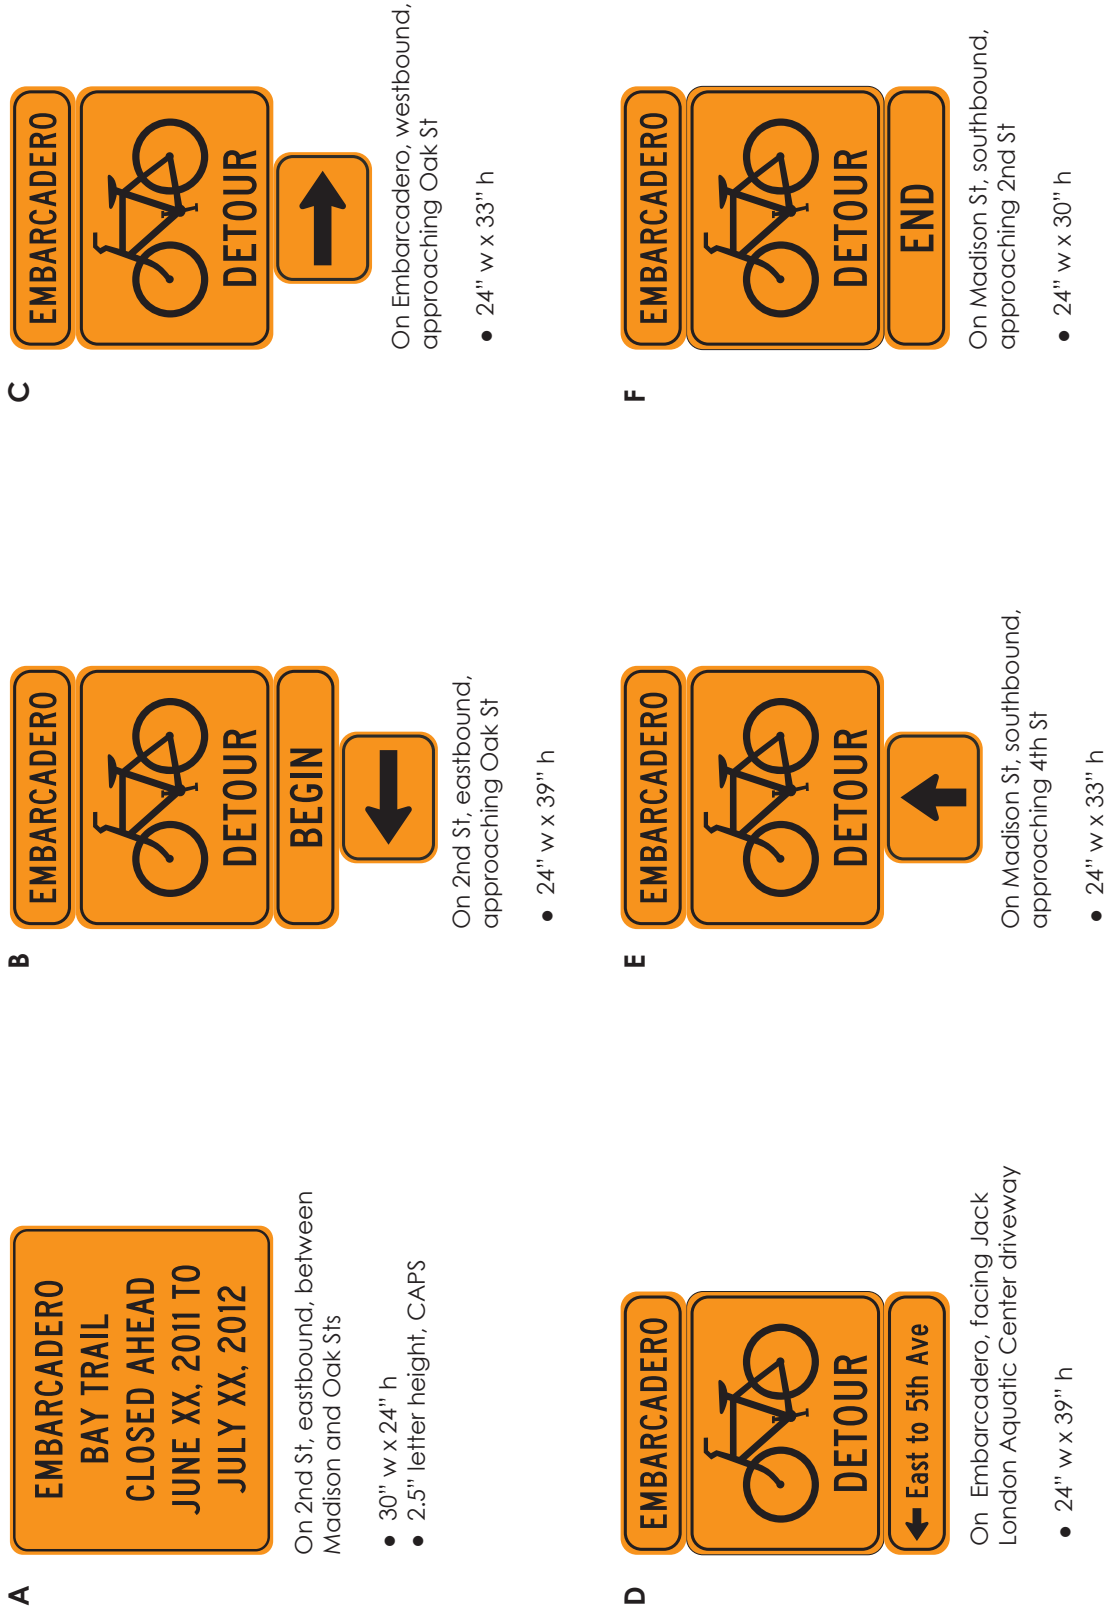 A
EMBARCADERO
BAY TRAIL
CLOSED AHEAD
JUNE XX, 2011 TO
JULY XX, 2012
On 2nd St, eastbound, between
Madison and Oak Sts
● 30” w x 24” h
● 2.5” letter height, CAPS
B
EMBARCADERO
DETOUR
BEGIN
On 2nd St, eastbound,
approaching Oak St
● 24” w x 39” h
C
EMBARCADERO
DETOUR
On Embarcadero, westbound,
approaching Oak St
● 24” w x 33” h
D
EMBARCADERO
DETOUR
East to 5th Ave
On Embarcadero, facing Jack
London Aquatic Center driveway
● 24” w x 39” h
E
EMBARCADERO
DETOUR
On Madison St, southbound,
approaching 4th St
● 24” w x 33” h
F
EMBARCADERO
DETOUR
END
On Madison St, southbound,
approaching 2nd St
● 24” w x 30” h